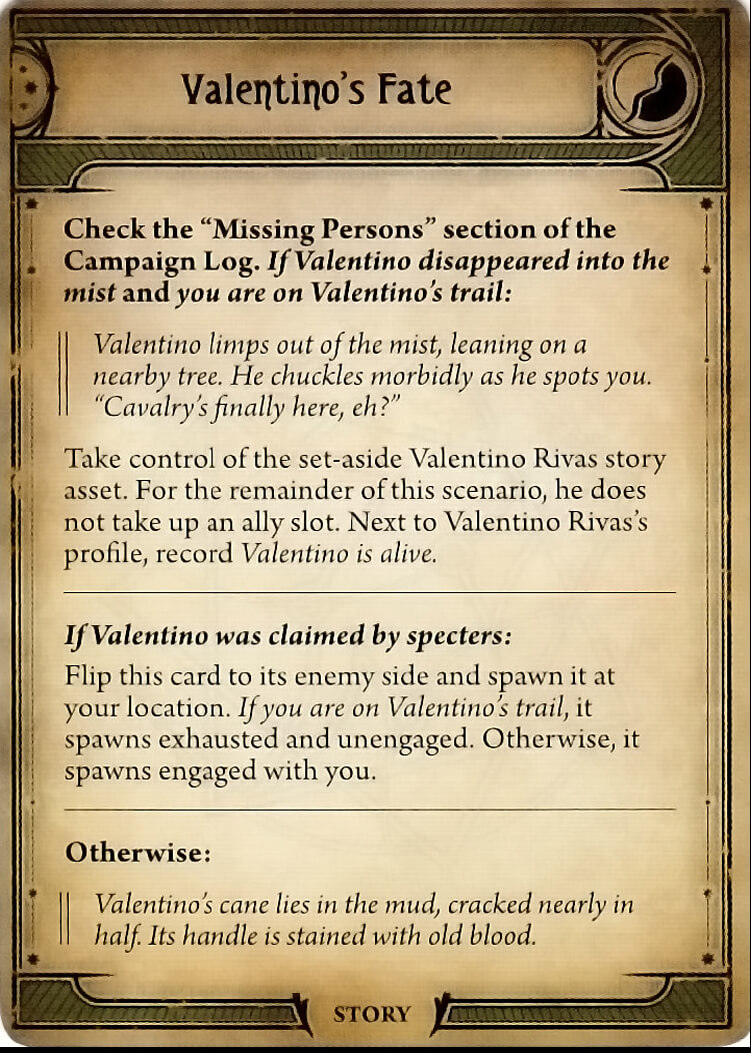 Valentino's Fate
Check the “Missing Persons” section of the
Campaign Log. If Valentino disappeared into the
mist and you are on Valentino's trail:
Valentino limps out of the mist, leaning on a
nearby tree. He chuckles morbidly as he spots you.
“Cavalry's finally here, eh?”
Take control of the set-aside Valentino Rivas story
asset. For the remainder of this scenario, he does
not take up an ally slot. Next to Valentino Rivas's
profile, record Valentino is alive.
If Valentino was claimed by specters:
Flip this card to its enemy side and spawn it at
your location. If you are on Valentino's trail, it
spawns exhausted and unengaged. Otherwise, it
spawns engaged with you.
Otherwise:
Valentino's cane lies in the mud, cracked nearly in
half. Its handle is stained with old blood.
STORY